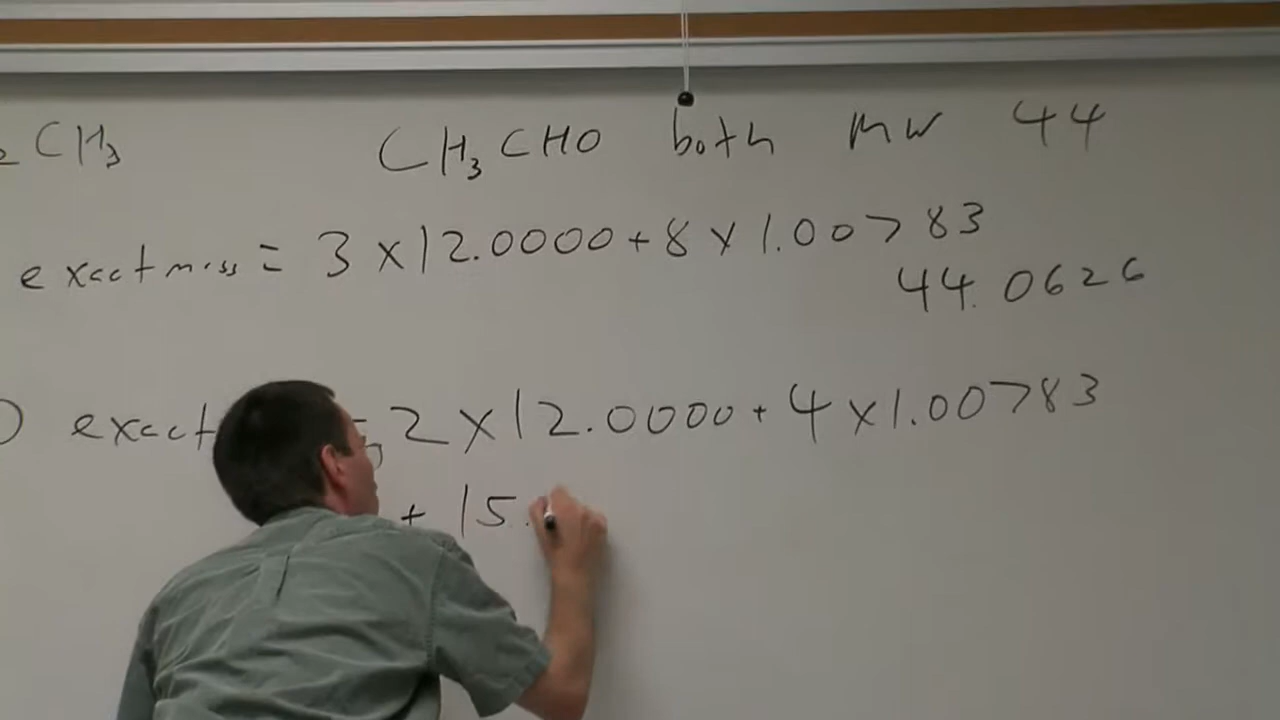 ₂CH₃ CH₃CHO both mw 44
exact mass = 3 x 12.0000 + 8 x 1.00783
44.0626
exact = 2 x 12.0000 + 4 x 1.00783
+ 15.